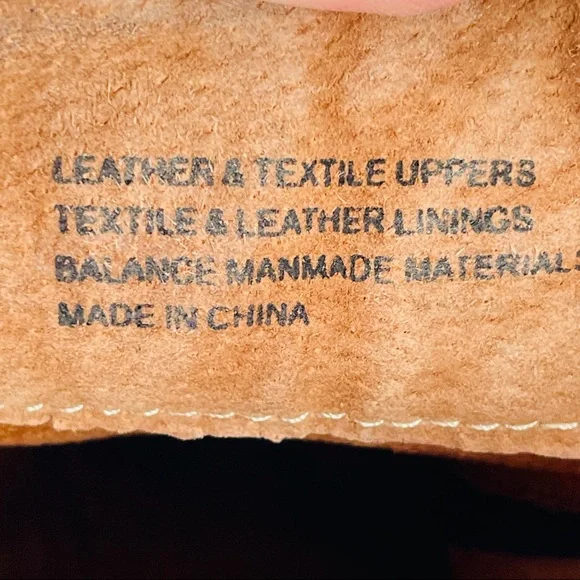 LEATHER & TEXTILE UPPERS
TEXTILE & LEATHER LININGS
BALANCE MANMADE MATERIALS
MADE IN CHINA